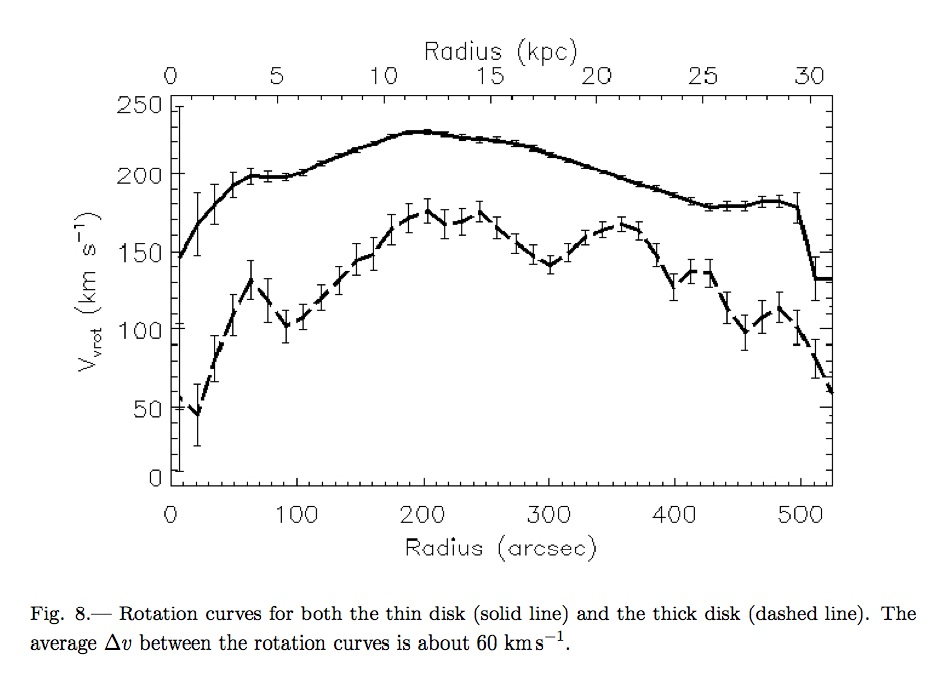 Radius (kpc)
0 5 10 15 20 25 30
250
200
150
100
50
0
V_vrot (km s⁻¹)
0 100 200 300 400 500
Radius (arcsec)
Fig. 8.— Rotation curves for both the thin disk (solid line) and the thick disk (dashed line). The
average Δv between the rotation curves is about 60 km s⁻¹.